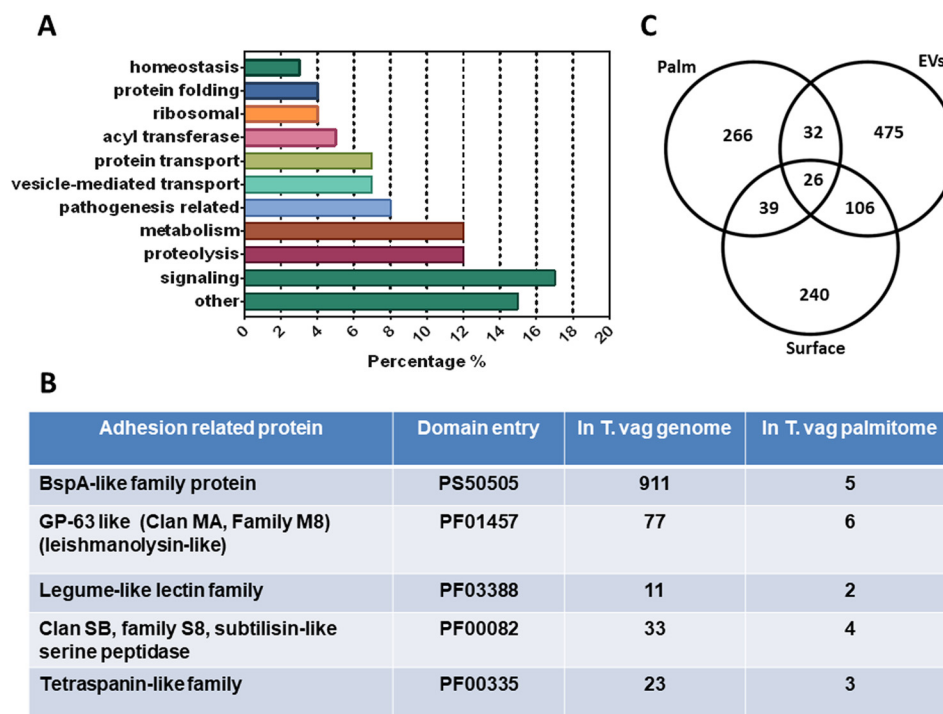 A
homeostasis
protein folding
ribosomal
acyl transferase
protein transport
vesicle-mediated transport
pathogenesis related
metabolism
proteolysis
signaling
other
0 2 4 6 8 10 12 14 16 18 20
Percentage %
C
Palm
EVs
266
32
475
26
39
106
240
Surface
B
Adhesion related protein Domain entry In T. vag genome In T. vag palmitome
BspA-like family protein PS50505 911 5
GP-63 like (Clan MA, Family M8) PF01457 77 6
(leishmanolysin-like)
Legume-like lectin family PF03388 11 2
Clan SB, family S8, subtilisin-like PF00082 33 4
serine peptidase
Tetraspanin-like family PF00335 23 3